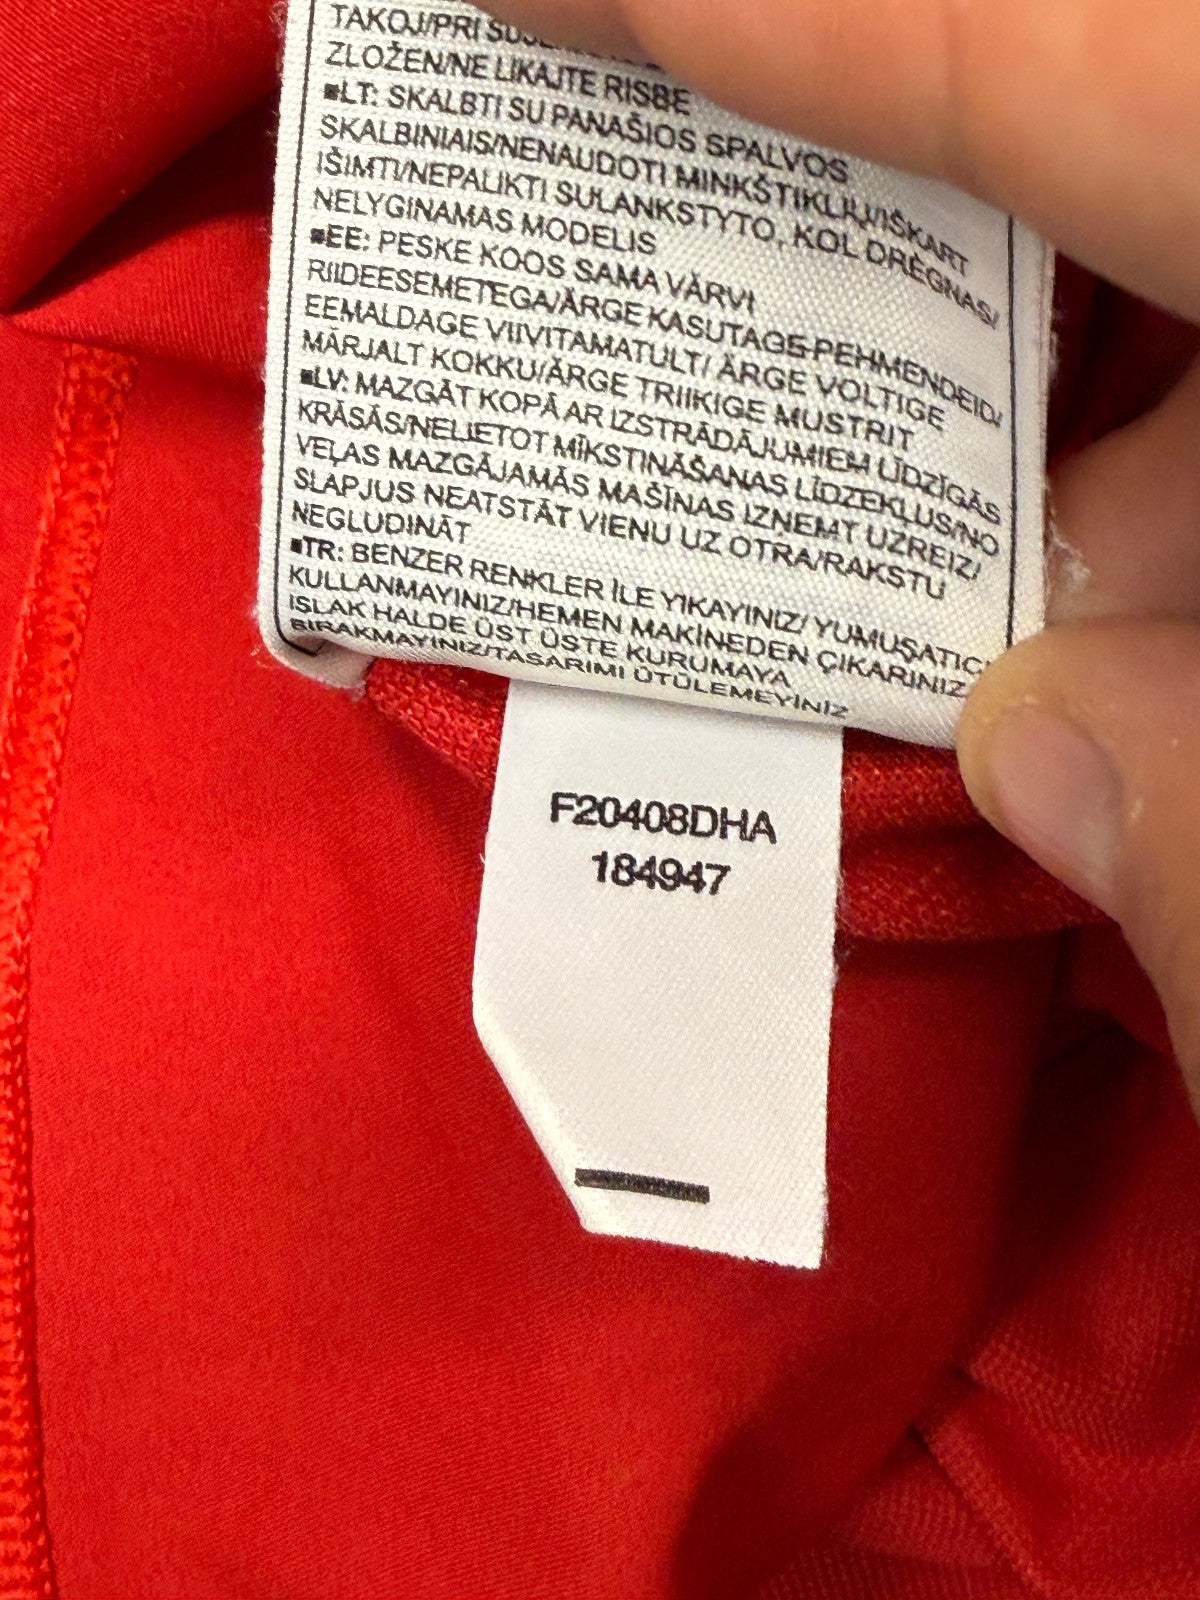 TAKOJ/PRI
ZLOŽEN/NE LIKAJTE RISBE
■LT: SKALBTI SU PANAŠIOS SPALVOS
SKALBINIAIS/NENAUDOTI MINKŠTIKLIŲ/IŠKART
IŠIMTI/NEPALIKTI SULANKSTYTO, KOL DRĖGNAS/
NELYGINAMAS MODELIS
■EE: PESKE KOOS SAMA VÄRVI
RIIDEESEMETEGA/ÄRGE KASUTAGE PEHMENDEID/
EEMALDAGE VIIVITAMATULT/ ÄRGE VOLTIGE
MÄRJALT KOKKU/ÄRGE TRIIKIGE MUSTRIT
■LV: MAZGĀT KOPĀ AR IZSTRĀDĀJUMIEM LĪDZĪGĀS
KRĀSĀS/NELIETOT MĪKSTINĀŠANAS LĪDZEKĻUS/NO
VEĻAS MAZGĀJAMĀS MAŠĪNAS IZŅEMT UZREIZ/
SLAPJUS NEATSTĀT VIENU UZ OTRA/RAKSTU
NEGLUDINĀT
■TR: BENZER RENKLER İLE YIKAYINIZ/ YUMUŞATICI
KULLANMAYINIZ/HEMEN MAKİNEDEN ÇIKARINIZ
ISLAK HALDE ÜST ÜSTE KURUMAYA
BIRAKMAYINIZ/TASARIMI ÜTÜLEMEYİNİZ
F20408DHA
184947